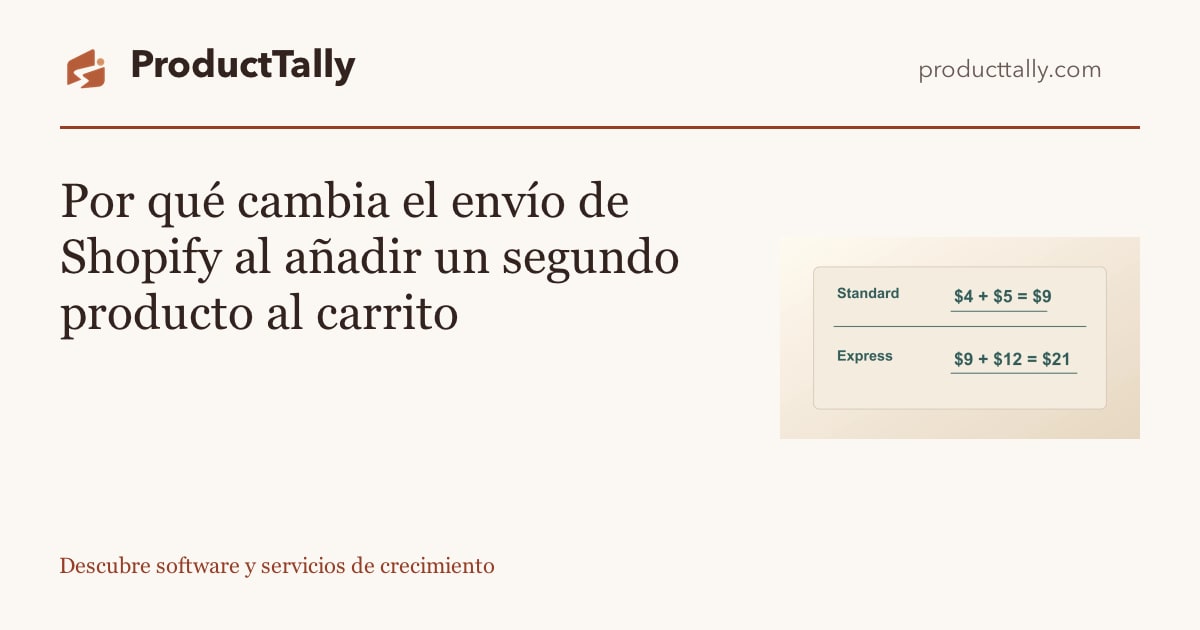 ProductTally
producttally.com
Por qué cambia el envío de
Shopify al añadir un segundo
producto al carrito
Standard $4 + $5 = $9
Express $9 + $12 = $21
Descubre software y servicios de crecimiento